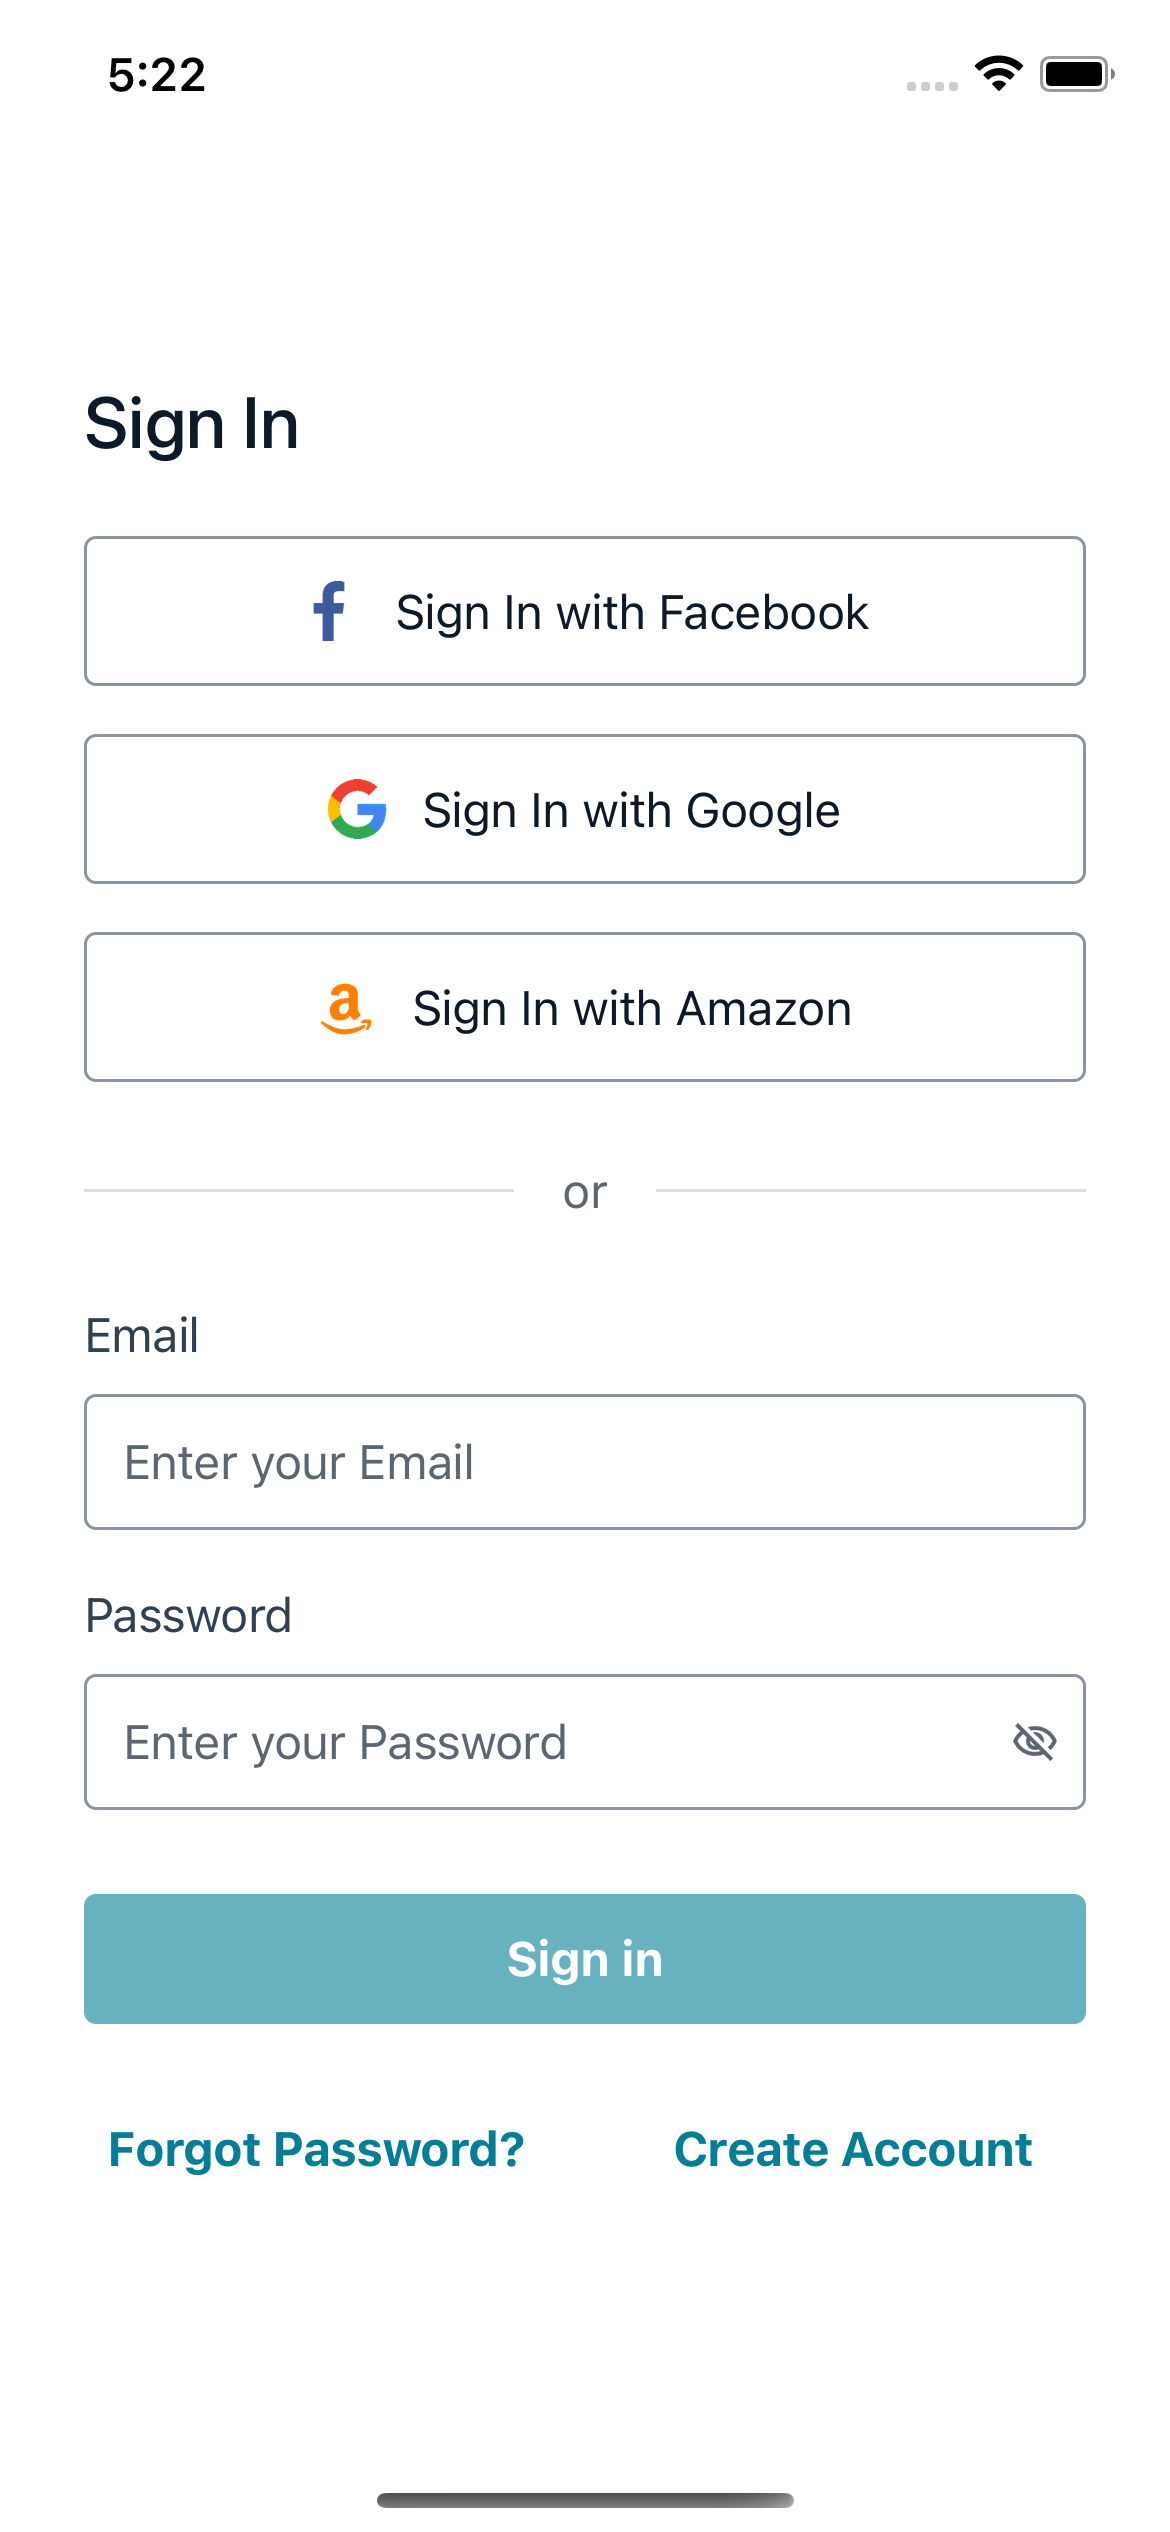 5:22
Sign In
Sign In with Facebook
Sign In with Google
Sign In with Amazon
or
Email
Enter your Email
Password
Enter your Password
Sign in
Forgot Password? Create Account